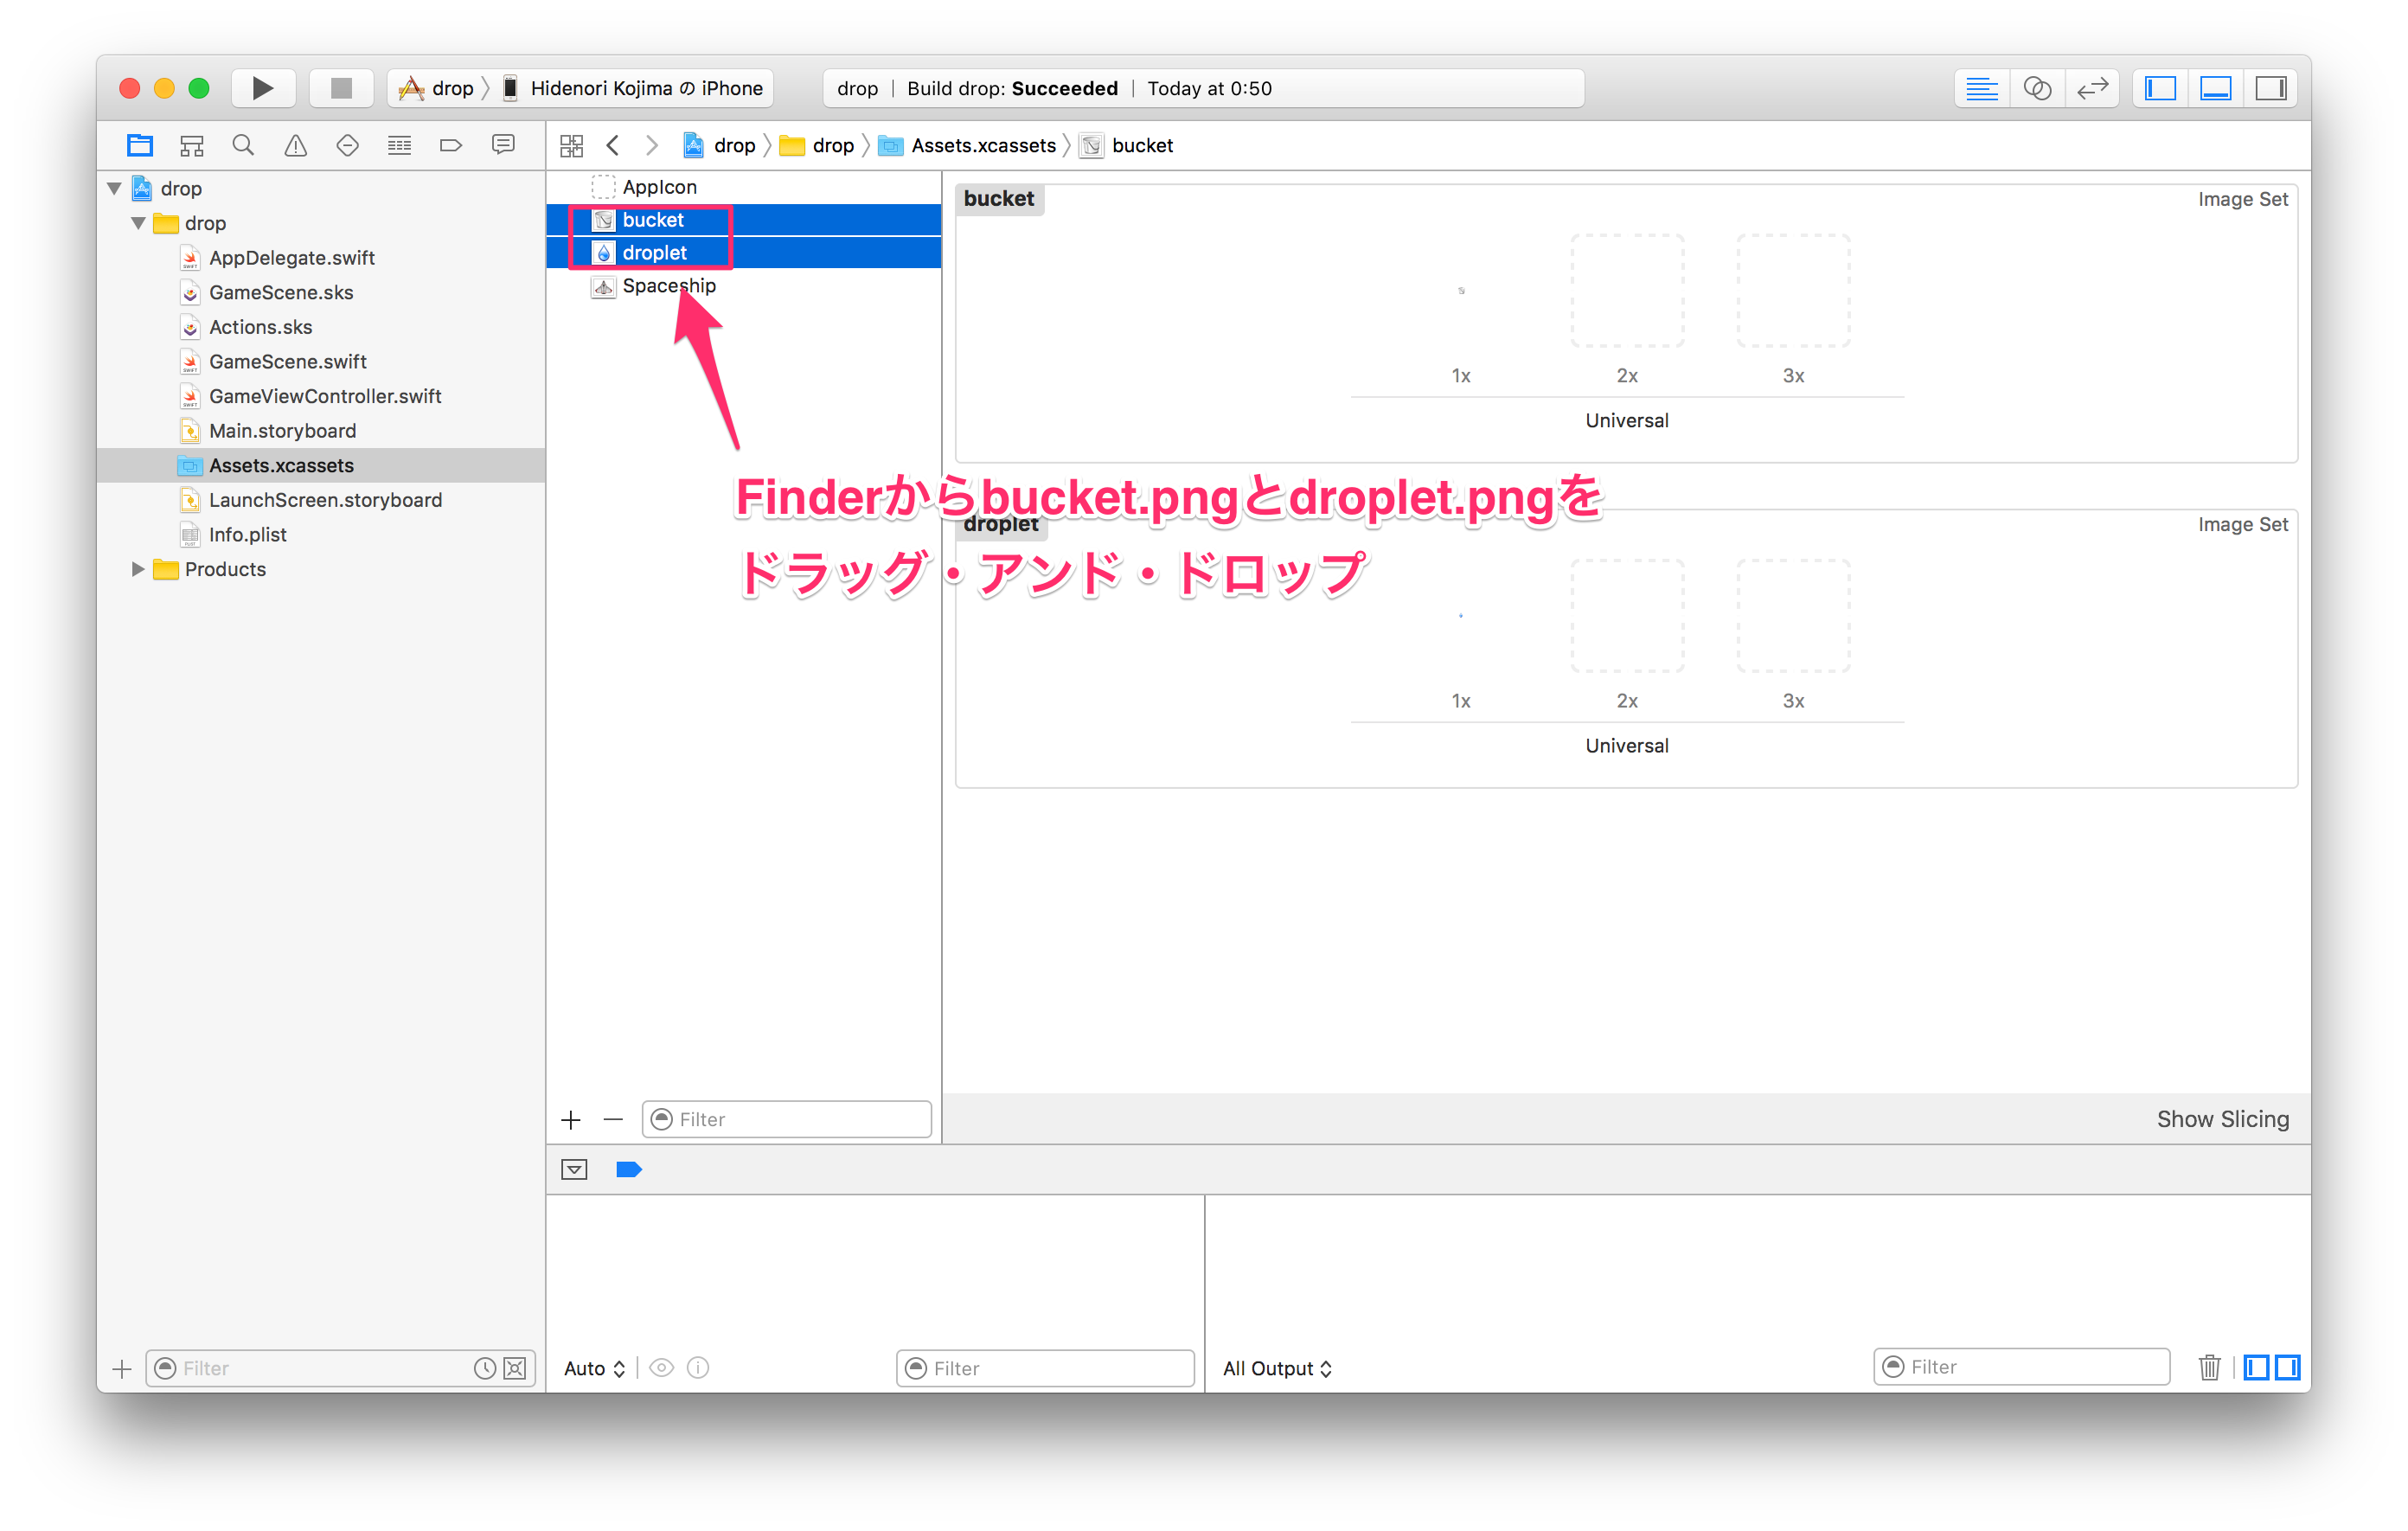 drop 〉 Hidenori Kojima の iPhone
drop | Build drop: Succeeded | Today at 0:50
drop 〉 drop 〉 Assets.xcassets 〉 bucket
drop
drop
AppDelegate.swift
GameScene.sks
Actions.sks
GameScene.swift
GameViewController.swift
Main.storyboard
Assets.xcassets
LaunchScreen.storyboard
Info.plist
Products
AppIcon
bucket
droplet
Spaceship
bucket
Image Set
1x 2x 3x
Universal
Finderからbucket.pngとdroplet.pngを
ドラッグ・アンド・ドロップ
droplet
Image Set
1x 2x 3x
Universal
Filter
Show Slicing
Filter
Auto
Filter
All Output
Filter